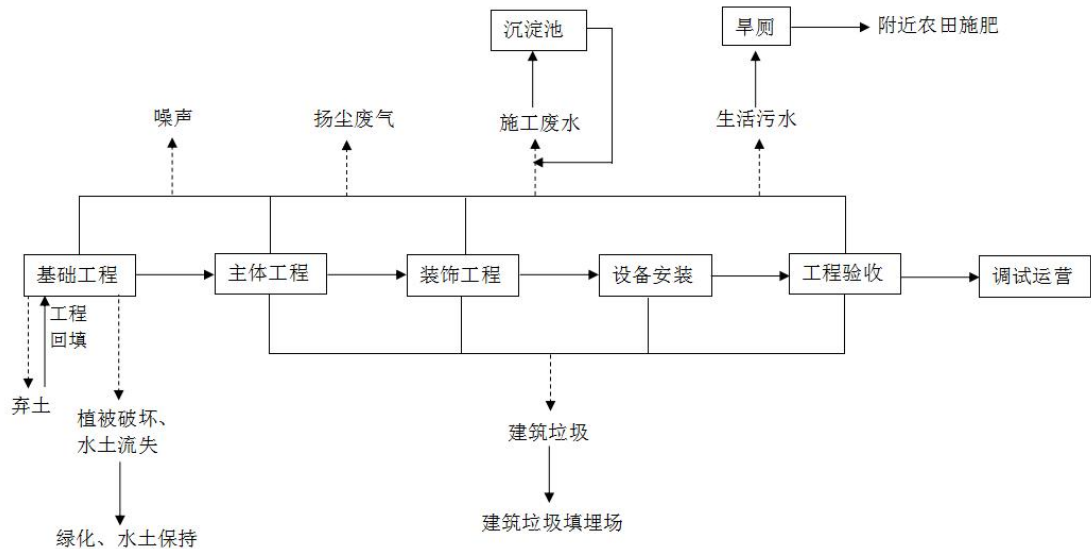 沉淀池
旱厕
附近农田施肥
噪声
扬尘废气
施工废水
生活污水
基础工程
主体工程
装饰工程
设备安装
工程验收
调试运营
工程
回填
弃土
植被破坏、
水土流失
建筑垃圾
绿化、水土保持
建筑垃圾填埋场